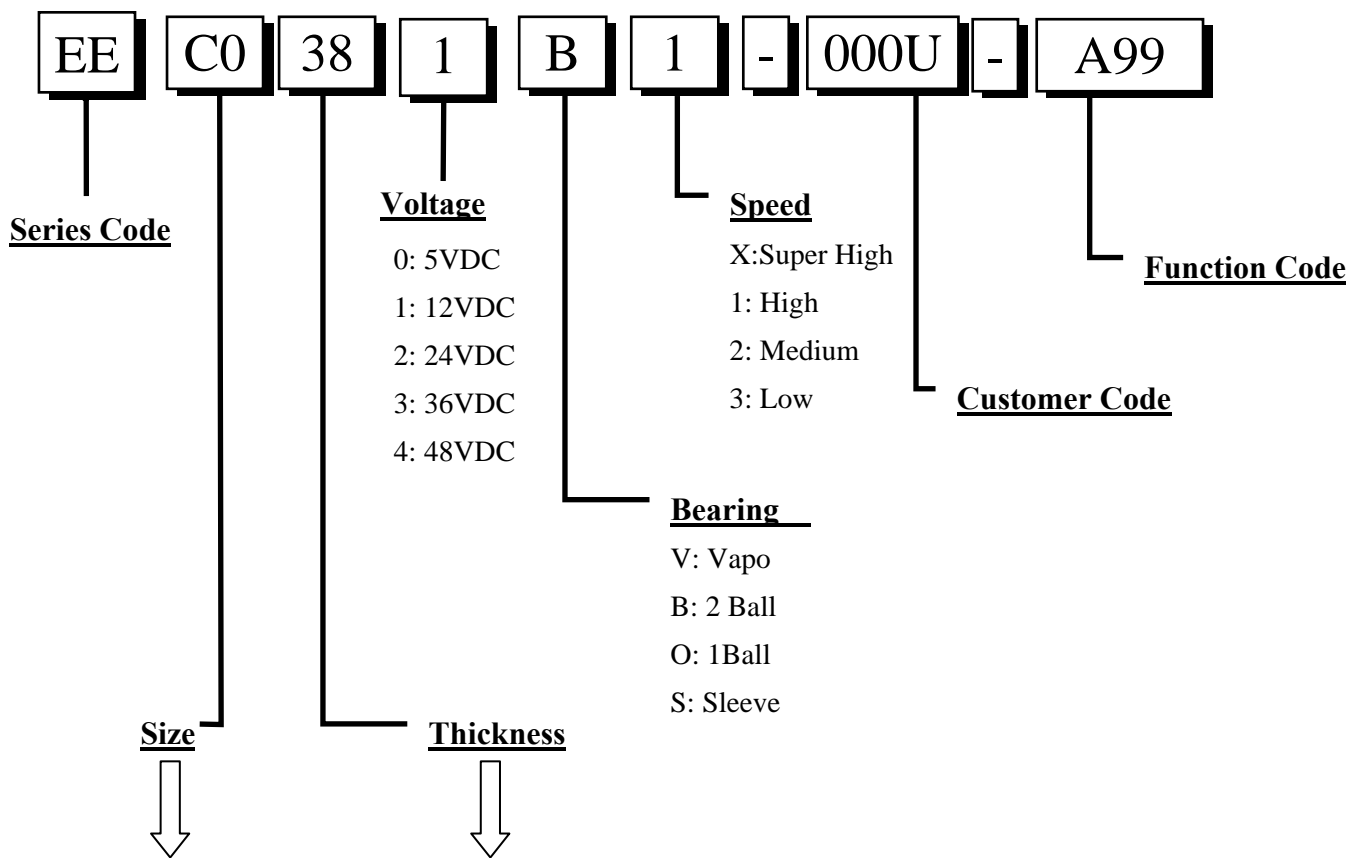 EE C0 38 1 B 1 - 000U - A99
Series Code
Voltage
0: 5VDC
1: 12VDC
2: 24VDC
3: 36VDC
4: 48VDC
Speed
X:Super High
1: High
2: Medium
3: Low
Function Code
Customer Code
Bearing
V: Vapo
B: 2 Ball
O: 1Ball
S: Sleeve
Size
Thickness